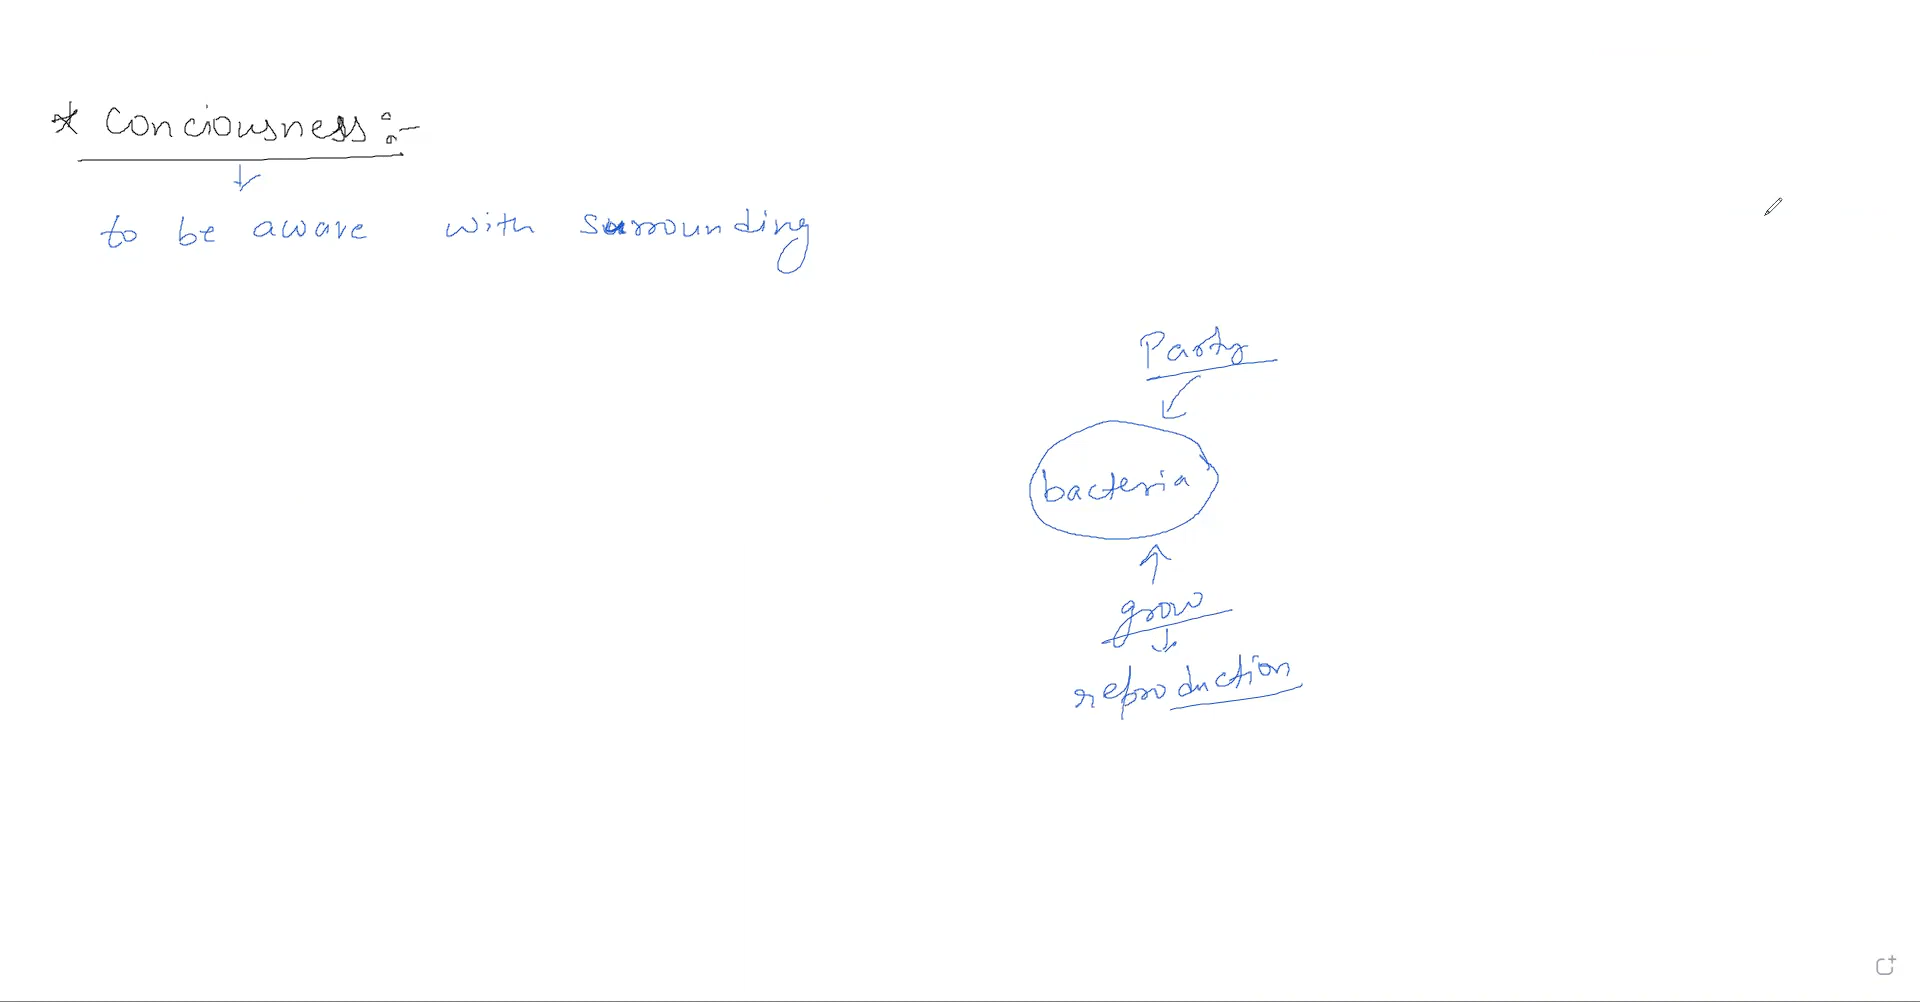 * Conciousness :-
to be aware with surrounding
Party
bacteria
grow
reproduction